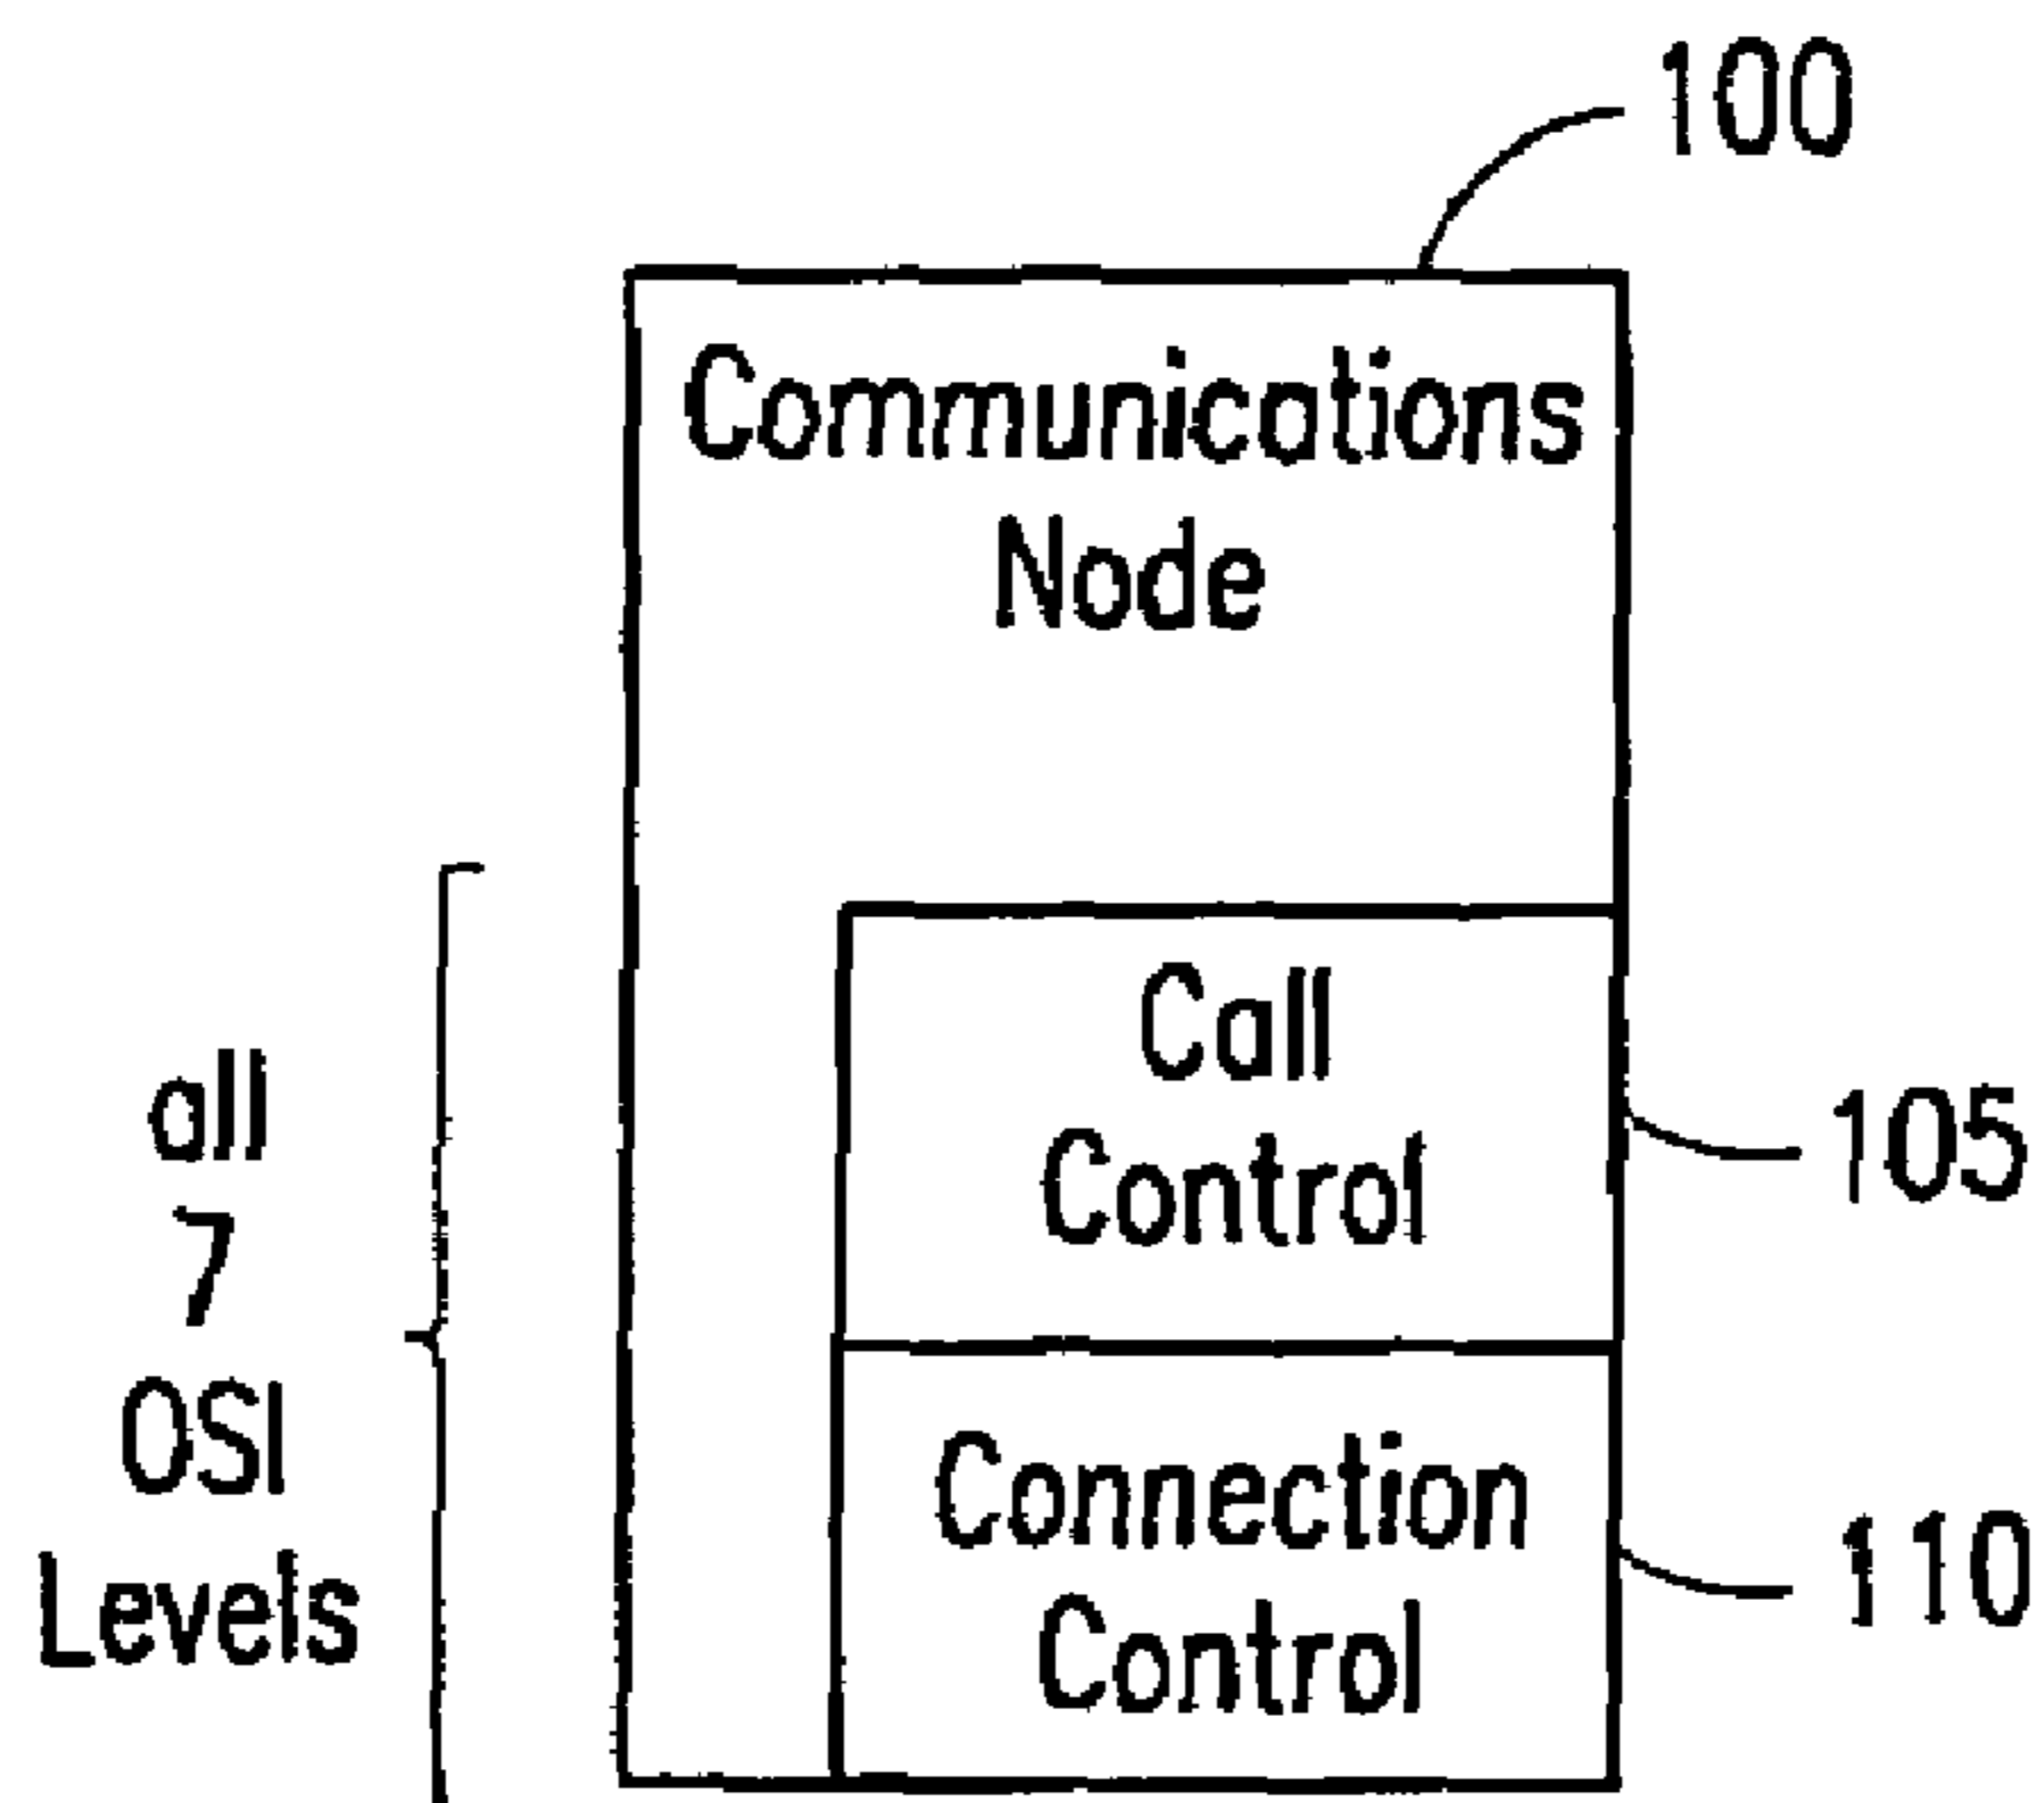 100
Communications
Node
Call
Control
105
all
7
OSI
Levels
Connection
Control
110